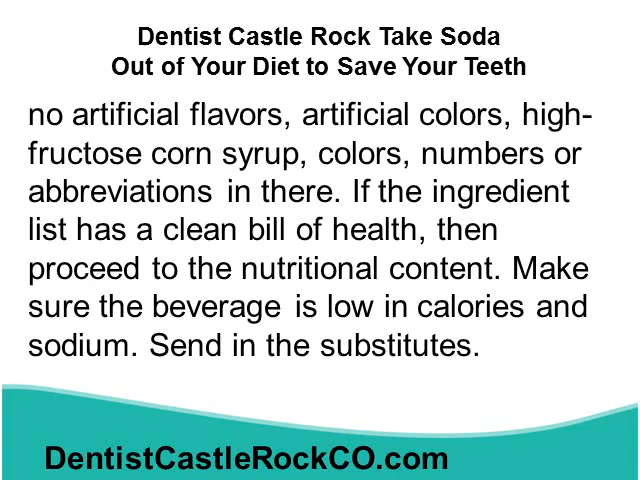 Dentist Castle Rock Take Soda
Out of Your Diet to Save Your Teeth
no artificial flavors, artificial colors, high-
fructose corn syrup, colors, numbers or
abbreviations in there. If the ingredient
list has a clean bill of health, then
proceed to the nutritional content. Make
sure the beverage is low in calories and
sodium. Send in the substitutes.
DentistCastleRockCO.com